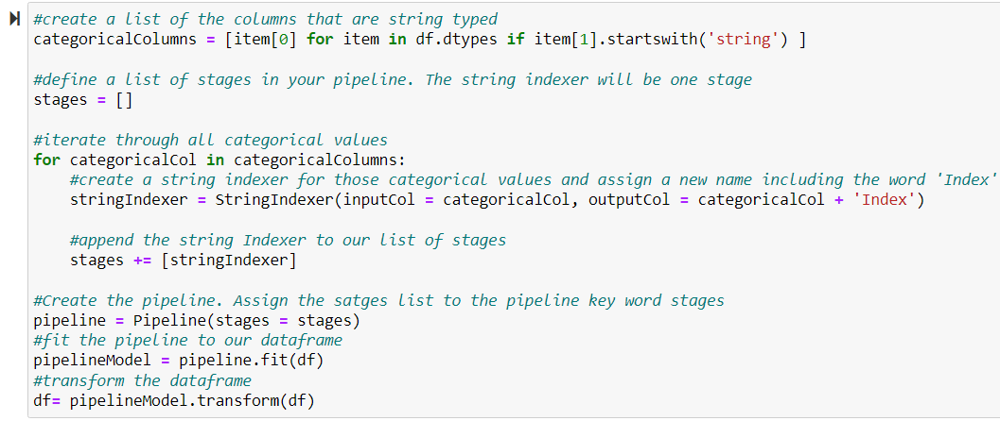 #create a list of the columns that are string typed
categoricalColumns = [item[0] for item in df.dtypes if item[1].startswith('string') ]
#define a list of stages in your pipeline. The string indexer will be one stage
stages = []
#iterate through all categorical values
for categoricalCol in categoricalColumns:
    #create a string indexer for those categorical values and assign a new name including the word 'Index'
    stringIndexer = StringIndexer(inputCol = categoricalCol, outputCol = categoricalCol + 'Index')
    #append the string Indexer to our list of stages
    stages += [stringIndexer]
#Create the pipeline. Assign the satges list to the pipeline key word stages
pipeline = Pipeline(stages = stages)
#fit the pipeline to our dataframe
pipelineModel = pipeline.fit(df)
#transform the dataframe
df= pipelineModel.transform(df)